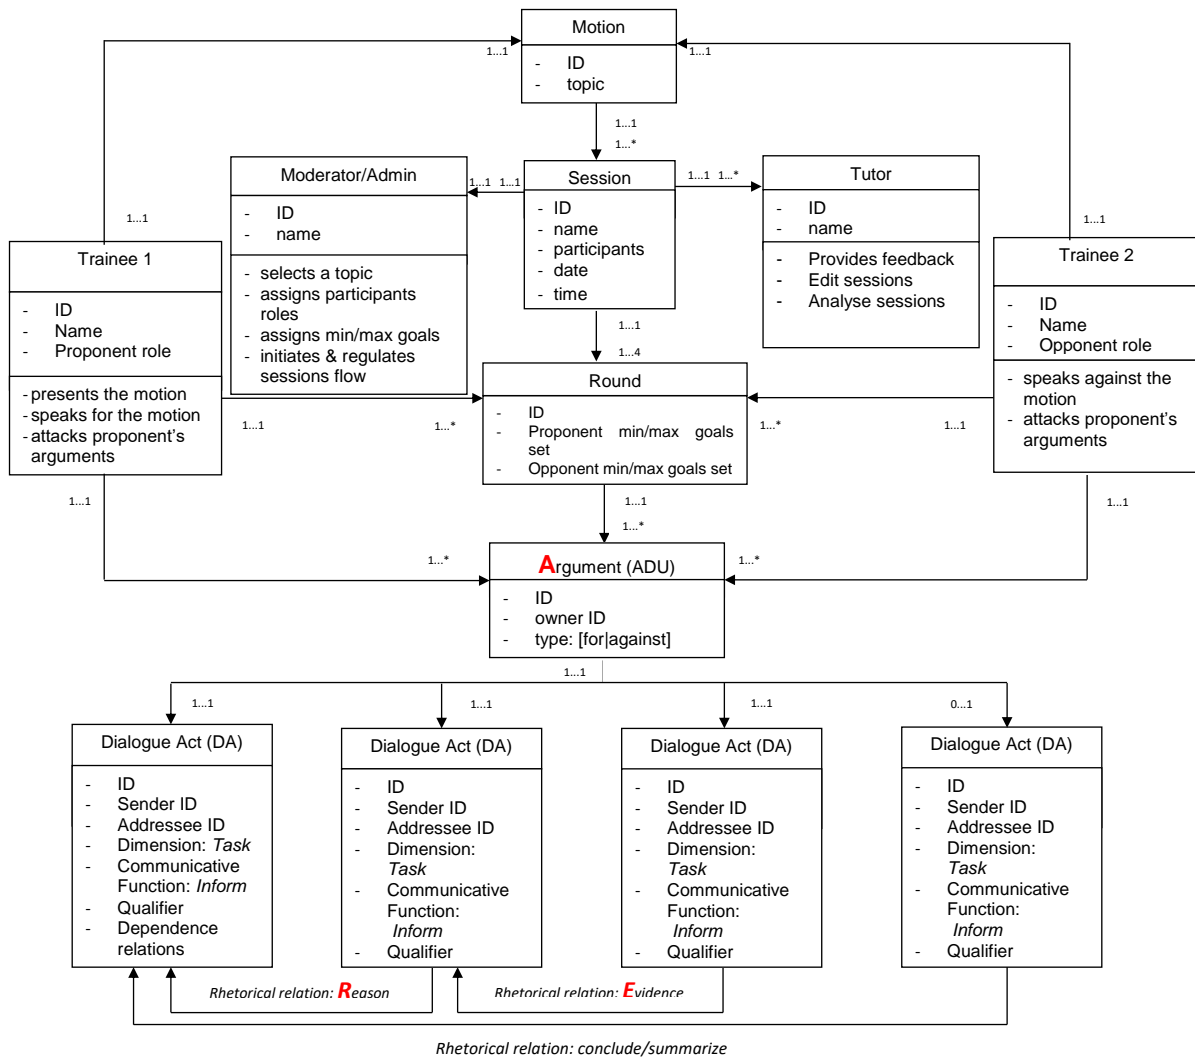 Motion
- ID
- topic
1...1
1...1
1...1
1...*
Moderator/Admin
- ID
- name
- selects a topic
- assigns participants
roles
- assigns min/max goals
- initiates & regulates
sessions flow
1...1 1...1
Session
- ID
- name
- participants
- date
- time
1...1 1...*
Tutor
- ID
- name
- Provides feedback
- Edit sessions
- Analyse sessions
1...1
1...1
Trainee 1
- ID
- Name
- Proponent role
- presents the motion
- speaks for the motion
- attacks proponent's
arguments
Trainee 2
- ID
- Name
- Opponent role
- speaks against the
motion
- attacks proponent's
arguments
1...1
1...4
Round
- ID
- Proponent min/max goals
set
- Opponent min/max goals set
1...1
1...*
1...*
1...1
1...1
1...1
1...1
1...*
1...*
1...*
Argument (ADU)
- ID
- owner ID
- type: [for|against]
1...1
1...1
1...1
1...1
0...1
Dialogue Act (DA)
- ID
- Sender ID
- Addressee ID
- Dimension: Task
- Communicative
Function: Inform
- Qualifier
- Dependence
relations
Dialogue Act (DA)
- ID
- Sender ID
- Addressee ID
- Dimension:
Task
- Communicative
Function:
Inform
- Qualifier
Dialogue Act (DA)
- ID
- Sender ID
- Addressee ID
- Dimension:
Task
- Communicative
Function:
Inform
- Qualifier
Dialogue Act (DA)
- ID
- Sender ID
- Addressee ID
- Dimension:
Task
- Communicative
Function:
Inform
- Qualifier
Rhetorical relation: Reason
Rhetorical relation: Evidence
Rhetorical relation: conclude/summarize